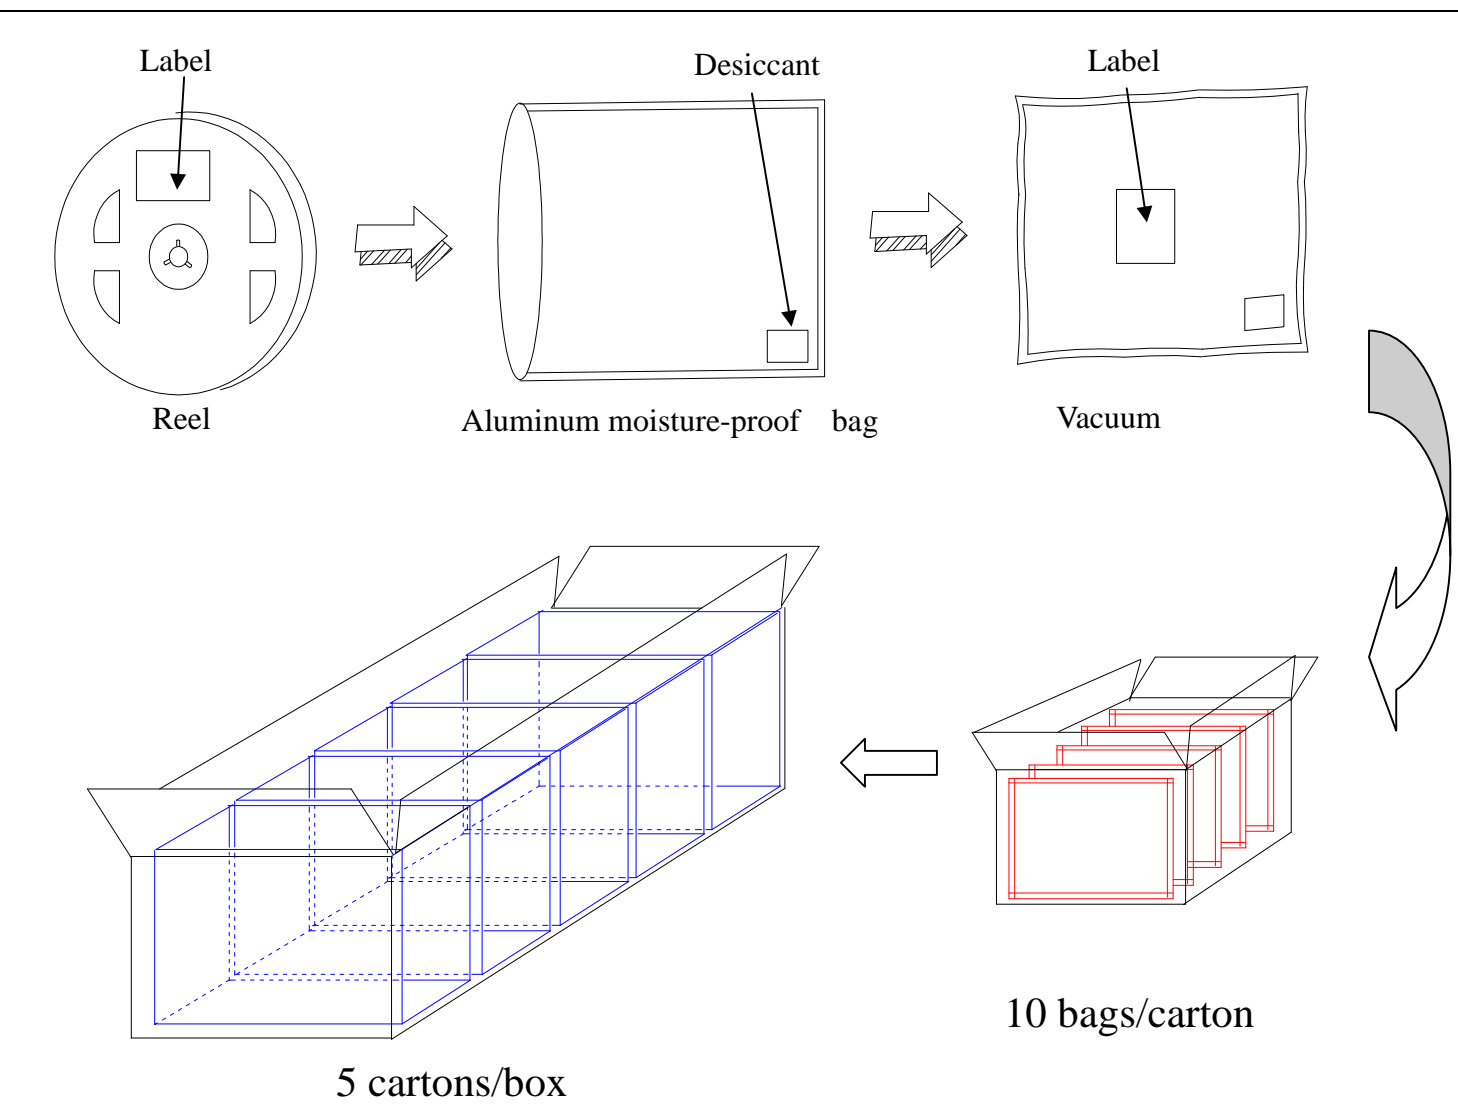 Label
Desiccant
Label
Reel
Aluminum moisture-proof bag
Vacuum
10 bags/carton
5 cartons/box